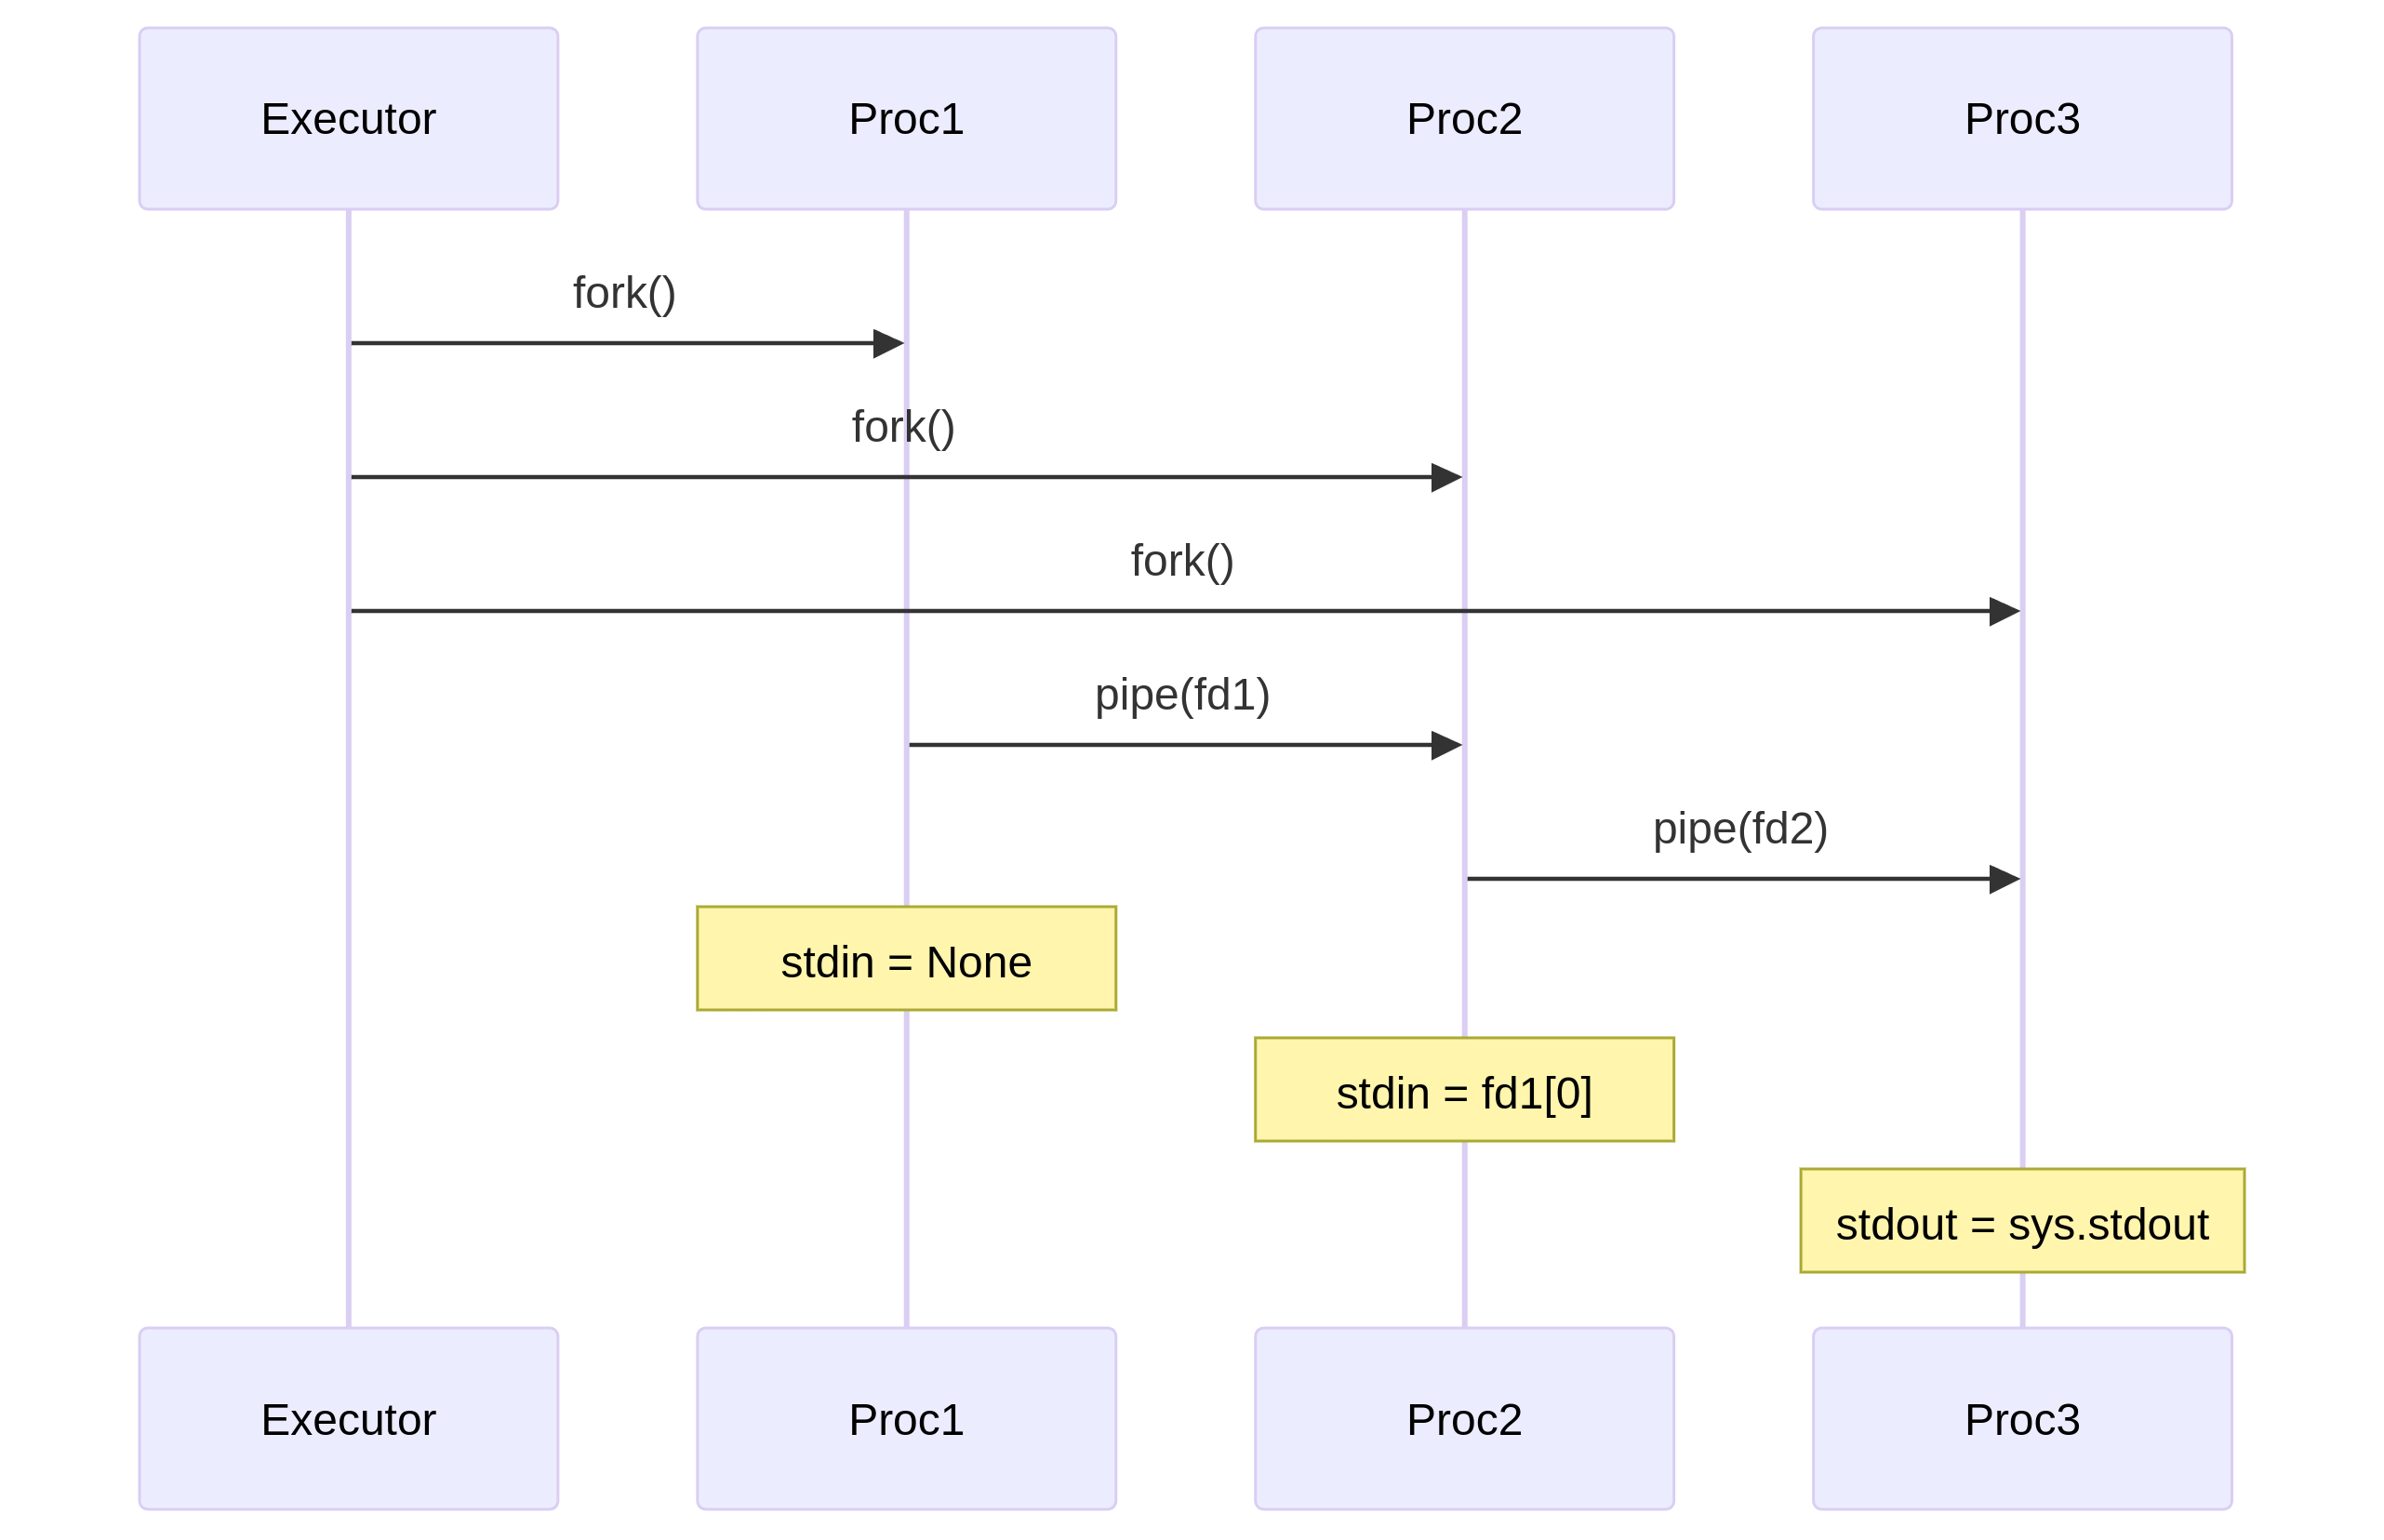 Executor
Proc1
Proc2
Proc3
fork()
fork()
fork()
pipe(fd1)
pipe(fd2)
stdin = None
stdin = fd1[0]
stdout = sys.stdout
Executor
Proc1
Proc2
Proc3